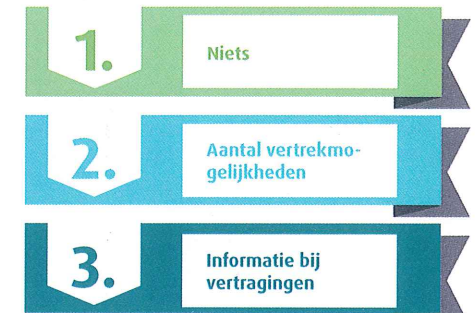 1.
Niets
2.
Aantal vertrekmo-
gelijkheden
3.
Informatie bij
vertragingen